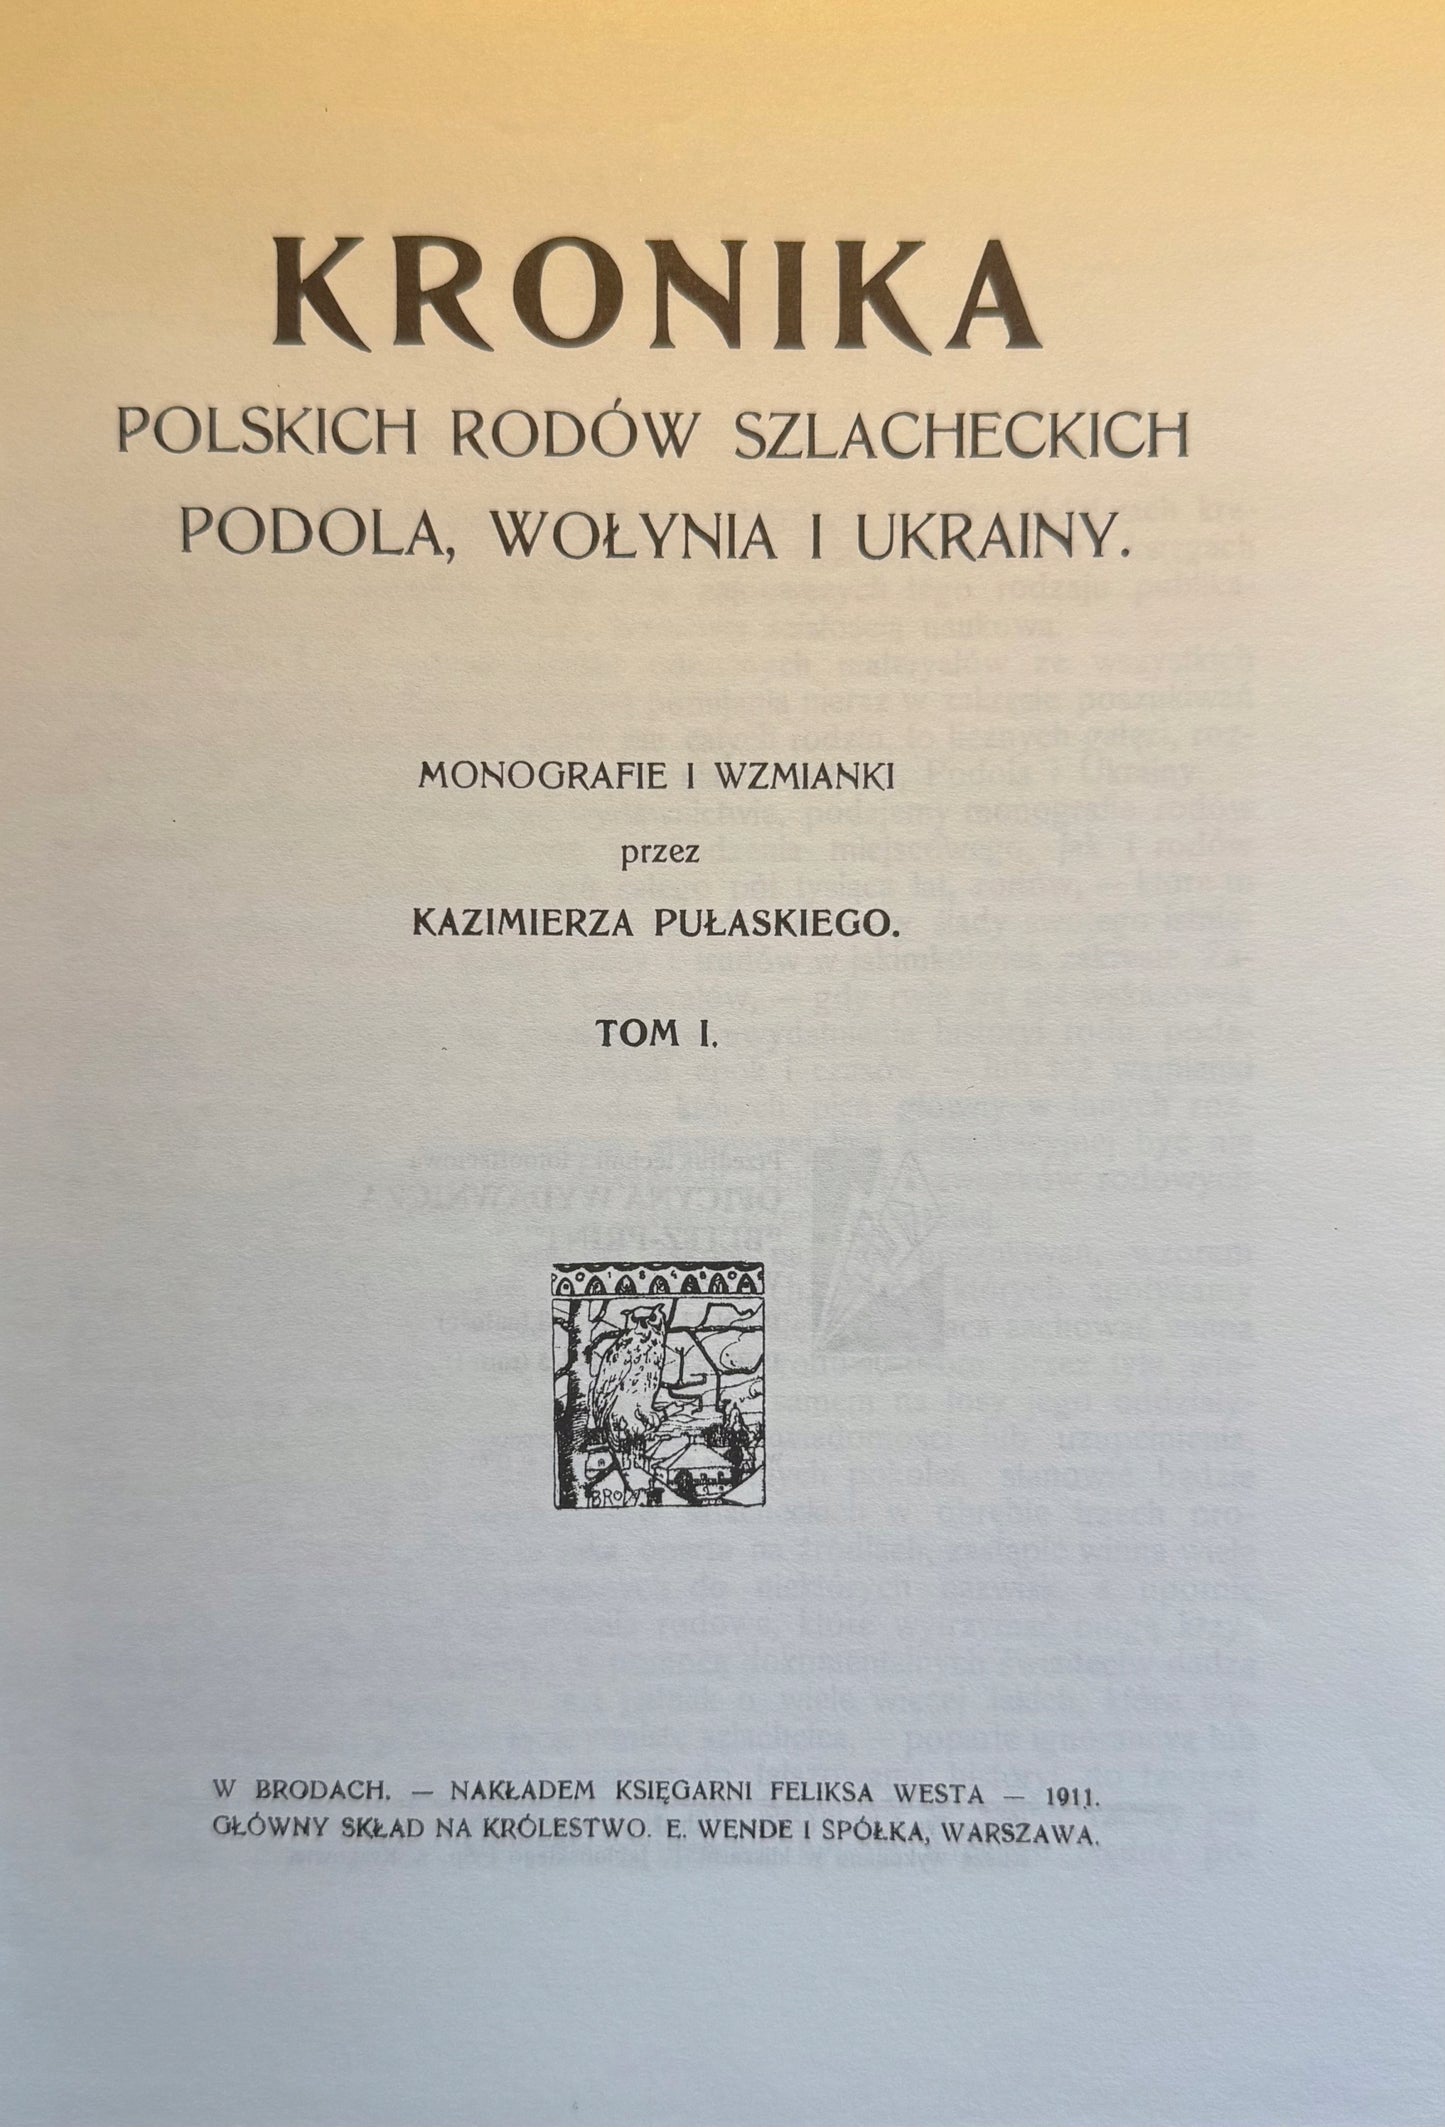 KRONIKA
POLSKICH RODÓW SZLACHECKICH
PODOLA, WOŁYNIA I UKRAINY.
MONOGRAFIE I WZMIANKI
przez
KAZIMIERZA PUŁASKIEGO.
TOM I.
BRODY
W BRODACH. — NAKŁADEM KSIĘGARNI FELIKSA WESTA — 1911.
GŁÓWNY SKŁAD NA KRÓLESTWO. E. WENDE I SPÓŁKA, WARSZAWA.